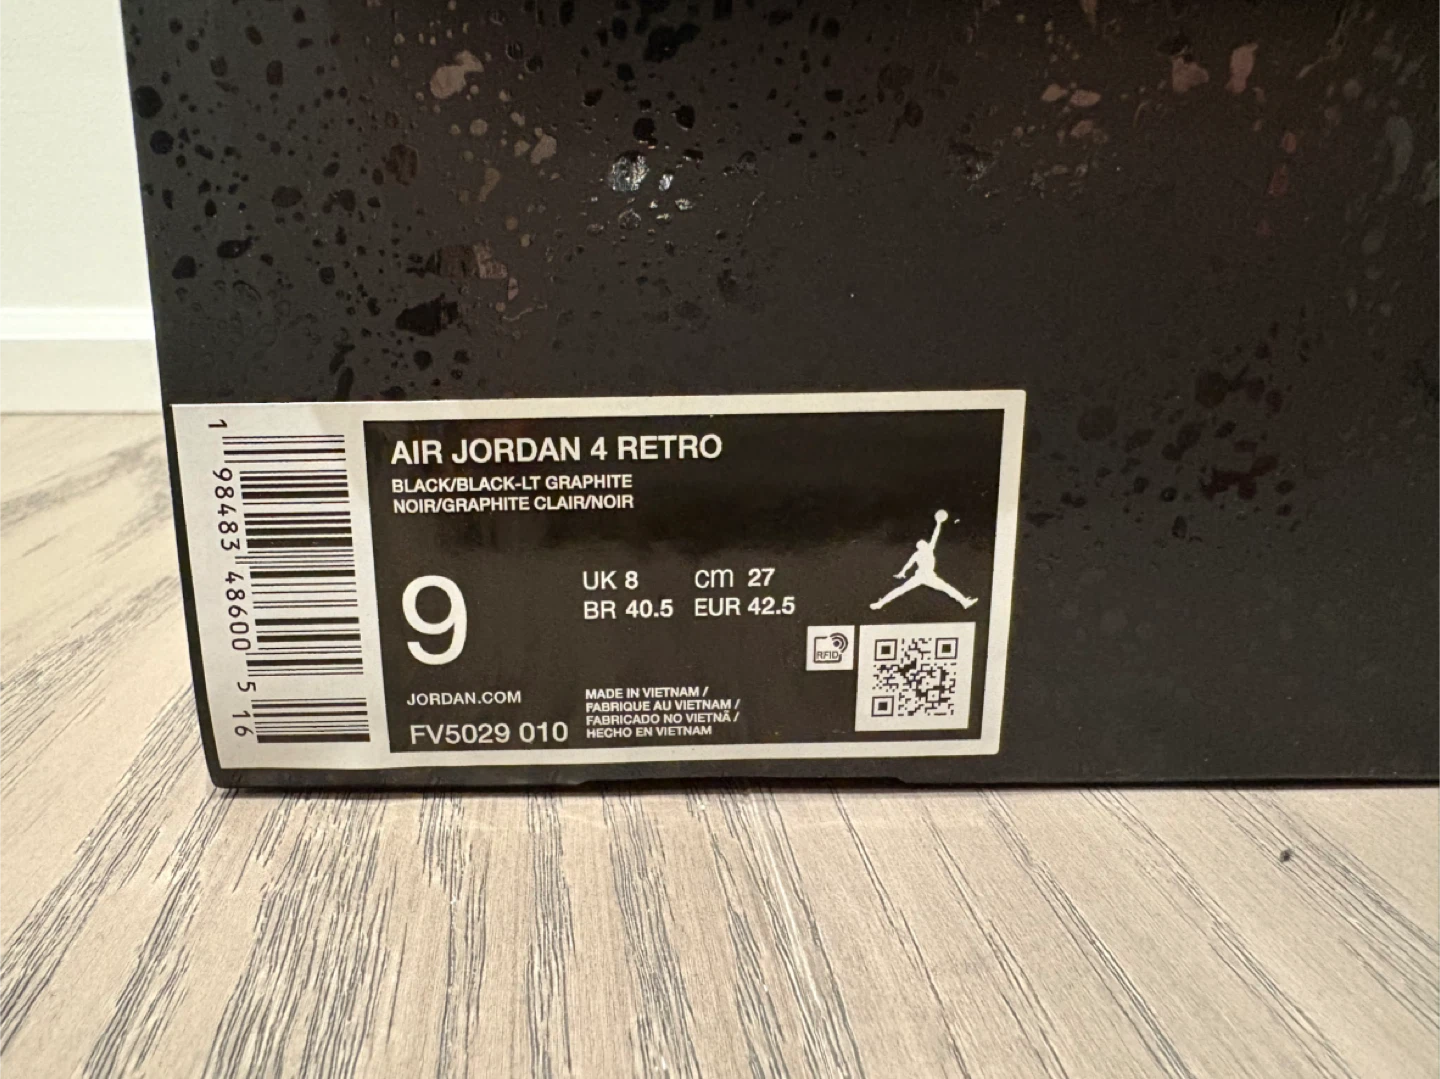 1 98483 48600 5 16
AIR JORDAN 4 RETRO
BLACK/BLACK-LT GRAPHITE
NOIR/GRAPHITE CLAIR/NOIR
9
UK 8 cm 27
BR 40.5 EUR 42.5
RFID
JORDAN.COM
FV5029 010
MADE IN VIETNAM /
FABRIQUE AU VIETNAM /
FABRICADO NO VIETNÃ /
HECHO EN VIETNAM